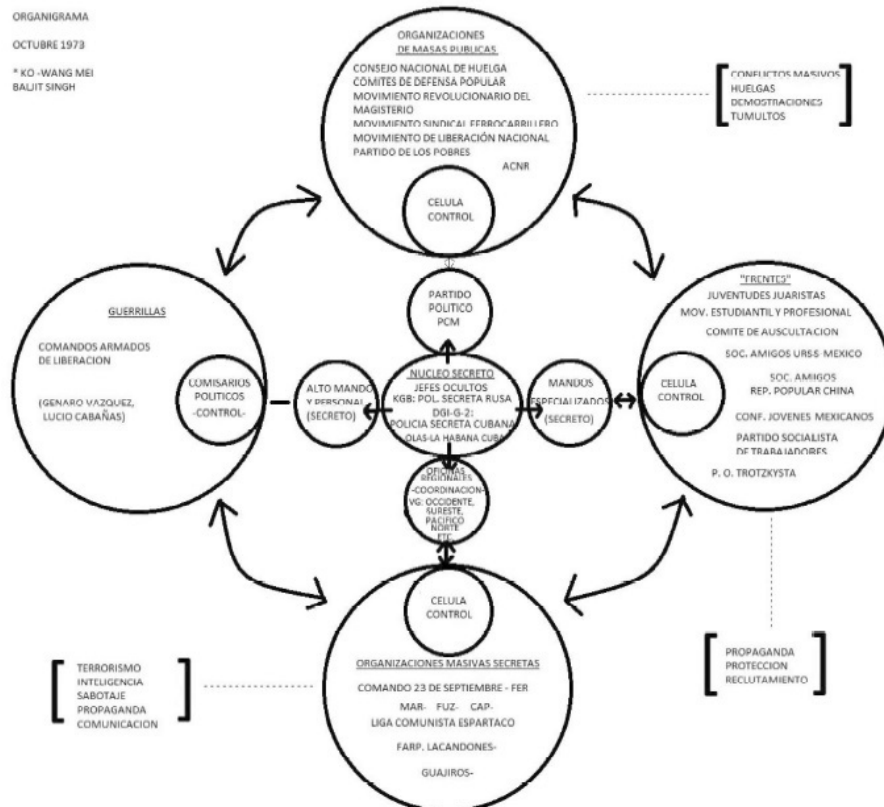 ORGANIGRAMA
OCTUBRE 1973
* KO -WANG MEI
BALJIT SINGH
ORGANIZACIONES
DE MASAS PUBLICAS
CONSEJO NACIONAL DE HUELGA
COMITES DE DEFENSA POPULAR
MOVIMIENTO REVOLUCIONARIO DEL
MAGISTERIO
MOVIMIENTO SINDICAL FERROCARRILLERO
MOVIMIENTO DE LIBERACIÓN NACIONAL
PARTIDO DE LOS POBRES
ACNR
CELULA
CONTROL
CONFLICTOS MASIVOS
HUELGAS
DEMOSTRACIONES
TUMULTOS
PARTIDO
POLITICO
PCM
GUERRILLAS
COMANDOS ARMADOS
DE LIBERACION
(GENARO VAZQUEZ,
LUCIO CABAÑAS)
COMISARIOS
POLITICOS
-CONTROL-
ALTO MANDO
Y PERSONAL
(SECRETO)
NUCLEO SECRETO
JEFES OCULTOS
KGB: POL. SECRETA RUSA
DGI-G-2:
POLICIA SECRETA CUBANA
OLAS-LA HABANA CUBA
MANDOS
ESPECIALIZADOS
(SECRETO)
CELULA
CONTROL
"FRENTES"
JUVENTUDES JUARISTAS
MOV. ESTUDIANTIL Y PROFESIONAL
COMITE DE AUSCULTACION
SOC. AMIGOS URSS-MEXICO
SOC. AMIGOS
REP. POPULAR CHINA
CONF. JOVENES MEXICANOS
PARTIDO SOCIALISTA
DE TRABAJADORES
P. O. TROTZKYSTA
OFICINAS
REGIONALES
-COORDINACION-
VG: OCCIDENTE,
SURESTE,
PACIFICO
NORTE
ETC.
CELULA
CONTROL
ORGANIZACIONES MASIVAS SECRETAS
COMANDO 23 DE SEPTIEMBRE - FER
MAR- FUZ- CAP-
LIGA COMUNISTA ESPARTACO
FARP. LACANDONES-
GUAJIROS-
TERRORISMO
INTELIGENCIA
SABOTAJE
PROPAGANDA
COMUNICACION
PROPAGANDA
PROTECCION
RECLUTAMIENTO